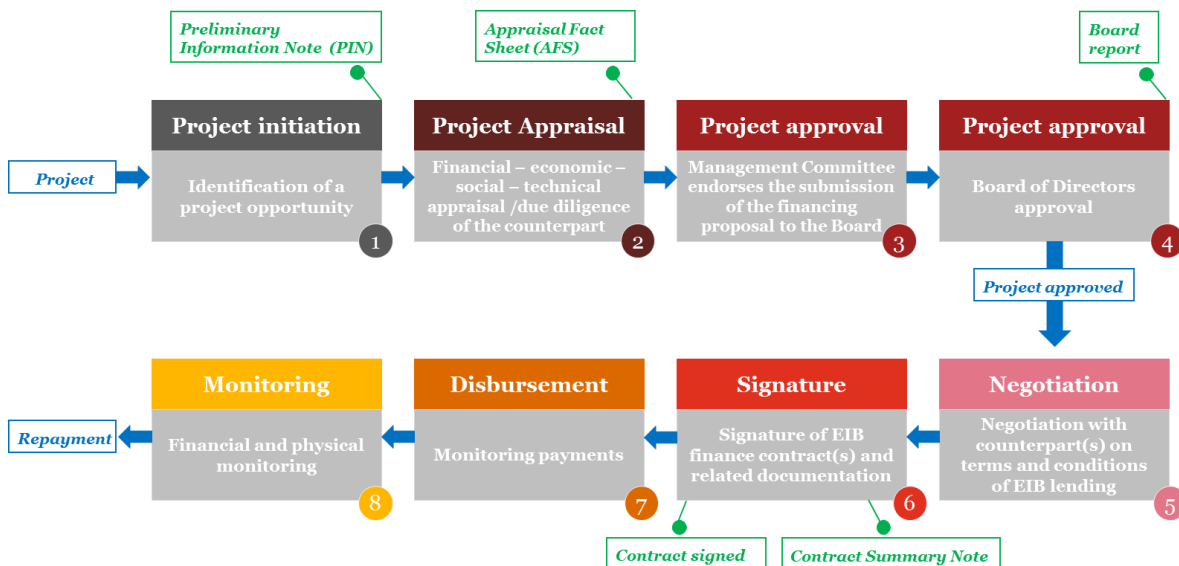 Preliminary
Information Note (PIN)
Appraisal Fact
Sheet (AFS)
Board
report
Project initiation
Project Appraisal
Project approval
Project approval
Project
Identification of a
project opportunity
1
Financial – economic –
social – technical
appraisal /due diligence
of the counterpart
2
Management Committee
endorses the submission
of the financing
proposal to the Board
3
Board of Directors
approval
4
Project approved
Monitoring
Disbursement
Signature
Negotiation
Repayment
Financial and physical
monitoring
8
Monitoring payments
7
Signature of EIB
finance contract(s) and
related documentation
6
Negotiation with
counterpart(s) on
terms and conditions
of EIB lending
5
Contract signed
Contract Summary Note